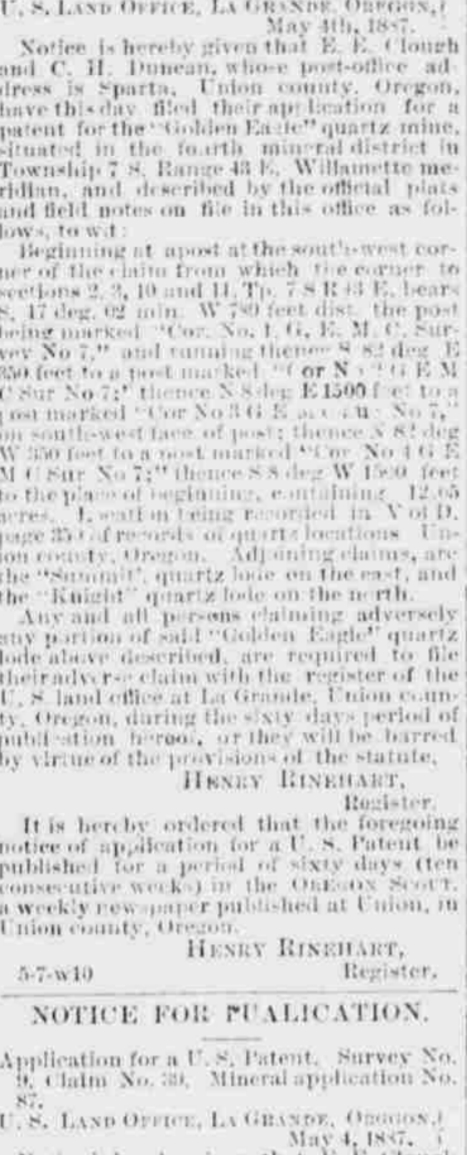 U. S. LAND OFFICE, LA GRANDE, OREGON,
May 4th, 1887.
Notice is hereby given that E. E. Clough
and C. H. Duncan, whose post-office ad-
dress is Sparta, Union county, Oregon,
have this day filed their application for a
patent for the "Golden Eagle" quartz mine,
situated in the fourth mineral district in
Township 7 S. Range 43 E. Willamette me-
ridian, and described by the official plats
and field notes on file in this office as fol-
lows, to wit:
Beginning at apost at the south-west cor-
ner of the claim from which the corner to
sections 2, 3, 10 and 11, Tp. 7 S R 43 E, bears
S. 17 deg. 02 min. W 780 feet dist. the post
being marked "Cor. No. 1, G. E. M. C. Sur-
vey No 7," and running thence S 82 deg E
350 feet to a post marked "Cor No 2 G E M
C Sur No 7;" thence N 8 deg E 1500 feet to a
post marked "Cor No 3 G E No 7,"
on south-west face of post; thence N 82 deg
W 350 feet to a post marked "Cor No 4 G E
M C Sur No 7;" thence S 8 deg W 1500 feet
to the place of beginning, containing 12.05
acres. Location being recorded in Vol D,
page of records of quartz locations Un-
ion county, Oregon. Adjoining claims, are
the "Summit', quartz lode on the east, and
the "Knight" quartz lode on the north.
Any and all persons claiming adversely
any portion of said "Golden Eagle" quartz
lode above described, are required to file
their adverse claim with the register of the
U. S land office at La Grande, Union coun-
ty, Oregon, during the sixty days period of
publication hereof, or they will be barred
by virtue of the provisions of the statute.
HENRY RINEHART,
Register.
It is hereby ordered that the foregoing
notice of application for a U. S. Patent be
published for a period of sixty days (ten
consecutive weeks) in the OREGON SCOUT,
a weekly newspaper published at Union, in
Union county, Oregon.
HENRY RINEHART,
5-7-w10 Register.
NOTICE FOR PUALICATION.
Application for a U. S. Patent. Survey No.
9. Claim No. 39. Mineral application No.
87.
U. S. LAND OFFICE, LA GRANDE, OREGON,
May 4, 1887.